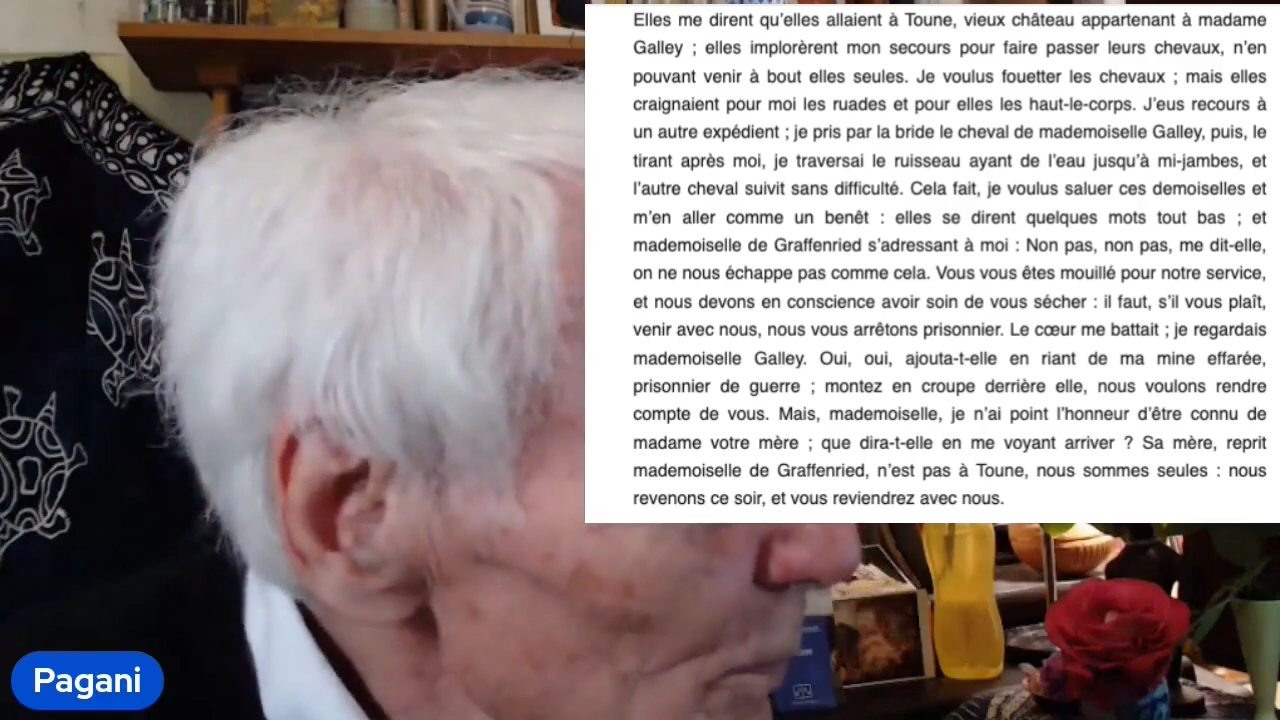 Elles me dirent qu’elles allaient à Toune, vieux château appartenant à madame
Galley ; elles implorèrent mon secours pour faire passer leurs chevaux, n’en
pouvant venir à bout elles seules. Je voulus fouetter les chevaux ; mais elles
craignaient pour moi les ruades et pour elles les haut-le-corps. J’eus recours à
un autre expédient ; je pris par la bride le cheval de mademoiselle Galley, puis, le
tirant après moi, je traversai le ruisseau ayant de l’eau jusqu’à mi-jambes, et
l’autre cheval suivit sans difficulté. Cela fait, je voulus saluer ces demoiselles et
m’en aller comme un benêt : elles se dirent quelques mots tout bas ; et
mademoiselle de Graffenried s’adressant à moi : Non pas, non pas, me dit-elle,
on ne nous échappe pas comme cela. Vous vous êtes mouillé pour notre service,
et nous devons en conscience avoir soin de vous sécher : il faut, s’il vous plaît,
venir avec nous, nous vous arrêtons prisonnier. Le cœur me battait ; je regardais
mademoiselle Galley. Oui, oui, ajouta-t-elle en riant de ma mine effarée,
prisonnier de guerre ; montez en croupe derrière elle, nous voulons rendre
compte de vous. Mais, mademoiselle, je n’ai point l’honneur d’être connu de
madame votre mère ; que dira-t-elle en me voyant arriver ? Sa mère, reprit
mademoiselle de Graffenried, n’est pas à Toune, nous sommes seules : nous
revenons ce soir, et vous reviendrez avec nous.
Pagani